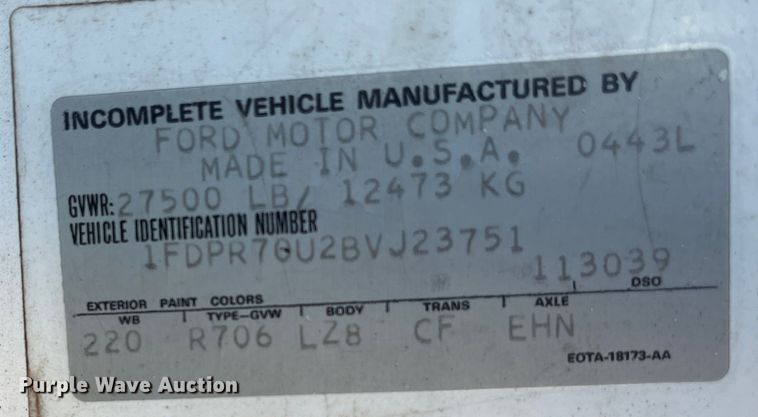 INCOMPLETE VEHICLE MANUFACTURED BY
FORD MOTOR COMPANY
MADE IN U.S.A. 0443L
GVWR: 27500 LB/ 12473 KG
VEHICLE IDENTIFICATION NUMBER
1FDPR70U2BVJ23751
113039
EXTERIOR PAINT COLORS DSO
WB TYPE-GVW BODY TRANS AXLE
220 R706 LZ8 CF EHN
EOTA-18173-AA
Purple Wave Auction